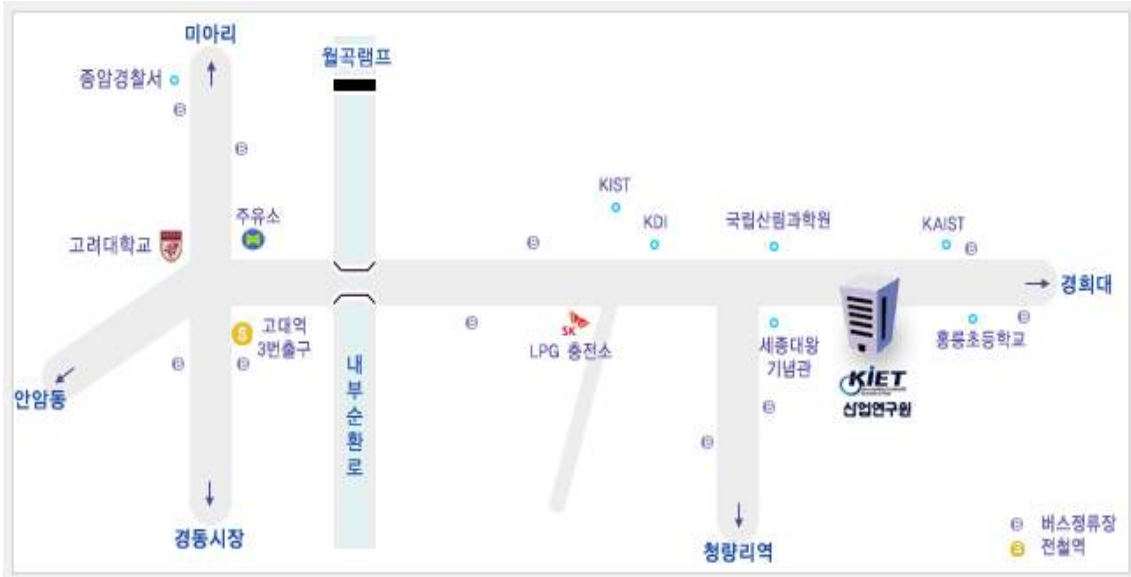 미아리
월곡램프
종암경찰서
KIST
주유소
KDI
국립산림과학원
KAIST
고려대학교
경희대
S
고대역
3번출구
SK
LPG 충전소
세종대왕
기념관
홍릉초등학교
KIET
산업연구원
안암동
내
부
순
환
로
경동시장
청량리역
B 버스정류장
S 전철역